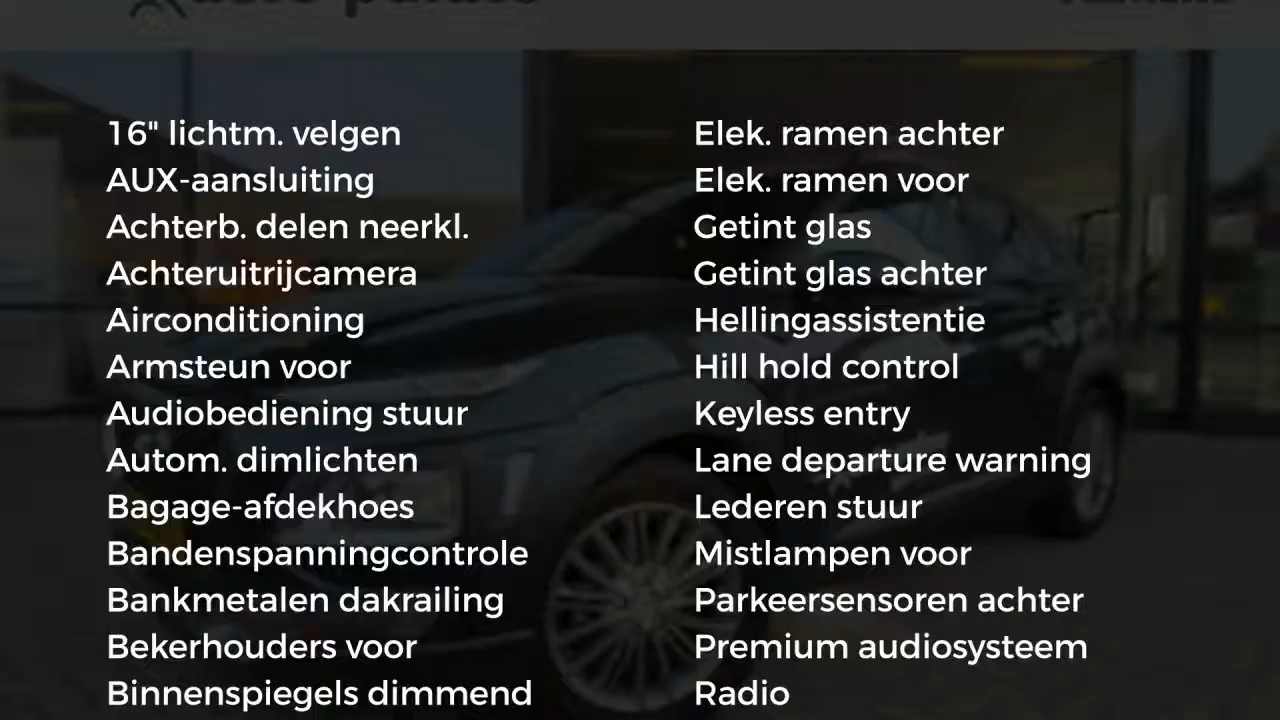 16" lichtm. velgen
AUX-aansluiting
Achterb. delen neerkl.
Achteruitrijcamera
Airconditioning
Armsteun voor
Audiobediening stuur
Autom. dimlichten
Bagage-afdekhoes
Bandenspanningcontrole
Bankmetalen dakrailing
Bekerhouders voor
Binnenspiegels dimmend
Elek. ramen achter
Elek. ramen voor
Getint glas
Getint glas achter
Hellingassistentie
Hill hold control
Keyless entry
Lane departure warning
Lederen stuur
Mistlampen voor
Parkeersensoren achter
Premium audiosysteem
Radio